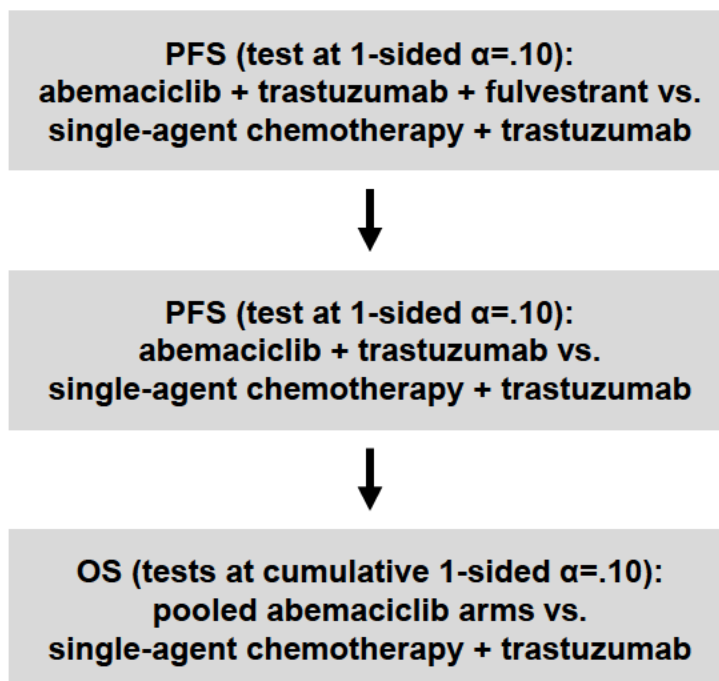 PFS (test at 1-sided α=.10):
abemaciclib + trastuzumab + fulvestrant vs.
single-agent chemotherapy + trastuzumab
PFS (test at 1-sided α=.10):
abemaciclib + trastuzumab vs.
single-agent chemotherapy + trastuzumab
OS (tests at cumulative 1-sided α=.10):
pooled abemaciclib arms vs.
single-agent chemotherapy + trastuzumab